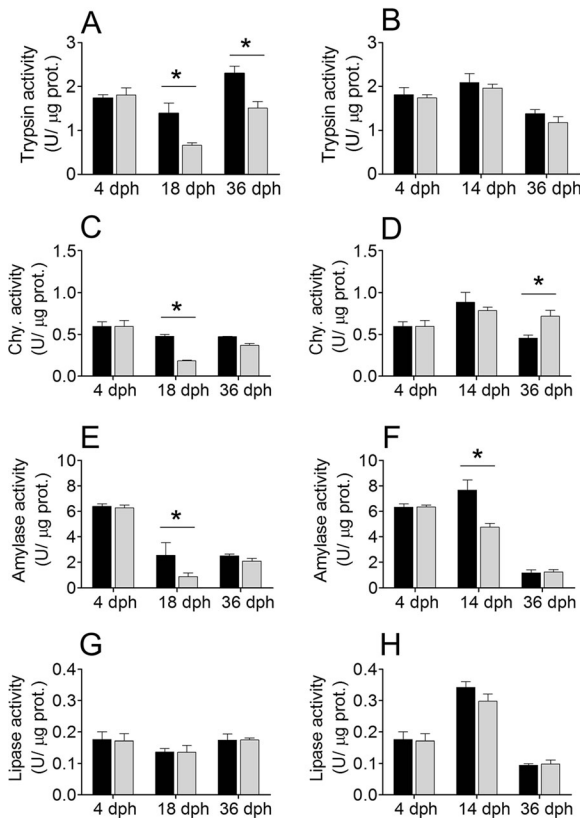 A
Trypsin activity
(U/ µg prot.)
3
2
1
0
*
*
4 dph 18 dph 36 dph
B
Trypsin activity
(U/ µg prot.)
3
2
1
0
4 dph 14 dph 36 dph
C
Chy. activity
(U/ µg prot.)
1.5
1.0
0.5
0.0
*
4 dph 18 dph 36 dph
D
Chy. activity
(U/ µg prot.)
1.5
1.0
0.5
0.0
*
4 dph 14 dph 36 dph
E
Amylase activity
(U/ µg prot.)
10
8
6
4
2
0
*
4 dph 18 dph 36 dph
F
Amylase activity
(U/ µg prot.)
10
8
6
4
2
0
*
4 dph 14 dph 36 dph
G
Lipase activity
(U/ µg prot.)
0.4
0.3
0.2
0.1
0.0
4 dph 18 dph 36 dph
H
Lipase activity
(U/ µg prot.)
0.4
0.3
0.2
0.1
0.0
4 dph 14 dph 36 dph